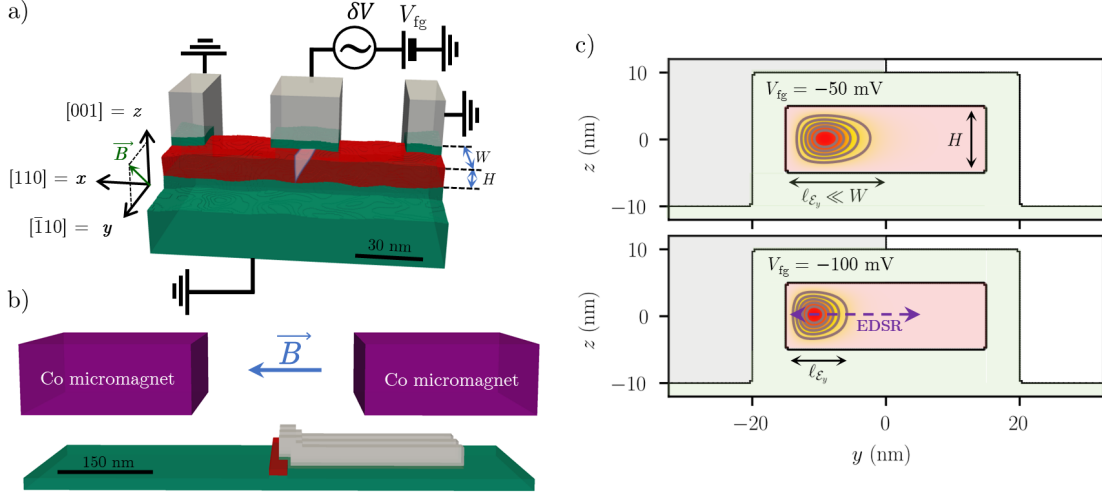 a)
δV
V_fg
[001] = z
B
[110] = x
[1̄10] = y
W
H
30 nm
b)
B
Co micromagnet
Co micromagnet
150 nm
c)
10
0
−10
z (nm)
V_fg = −50 mV
H
ℓ_ℰy ≪ W
10
0
−10
z (nm)
V_fg = −100 mV
EDSR
ℓ_ℰy
−20
0
20
y (nm)